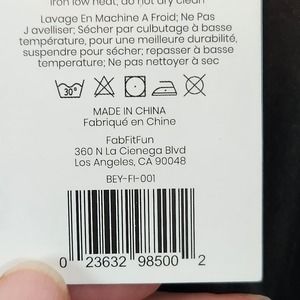 Iron low heat, do not dry clean
Lavage En Machine A Froid; Ne Pas
J avelliser; Sécher par culbutage à basse
température, pour une meilleure durabilité,
suspendre pour sécher; repasser à basse
temperature; Ne pas nettoyer à sec
30°
MADE IN CHINA
Fabriqué en Chine
FabFitFun
360 N La Cienega Blvd
Los Angeles, CA 90048
BEY-FI-001
0 23632 98500 2